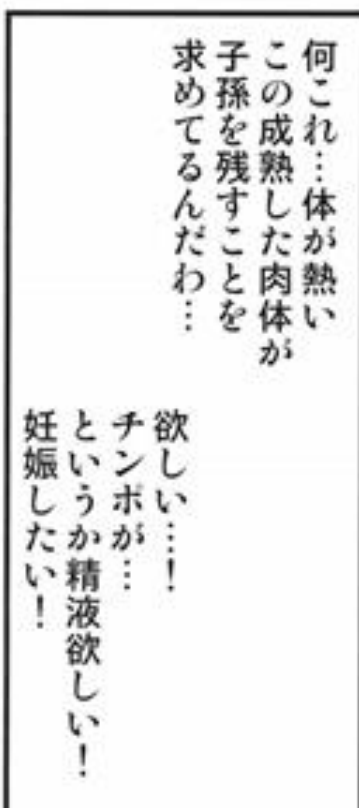 何これ…体が熱い
この成熟した肉体が
子孫を残すことを
求めてるんだわ…
欲しい…！
チンポが…
というか精液欲しい！
妊娠したい！